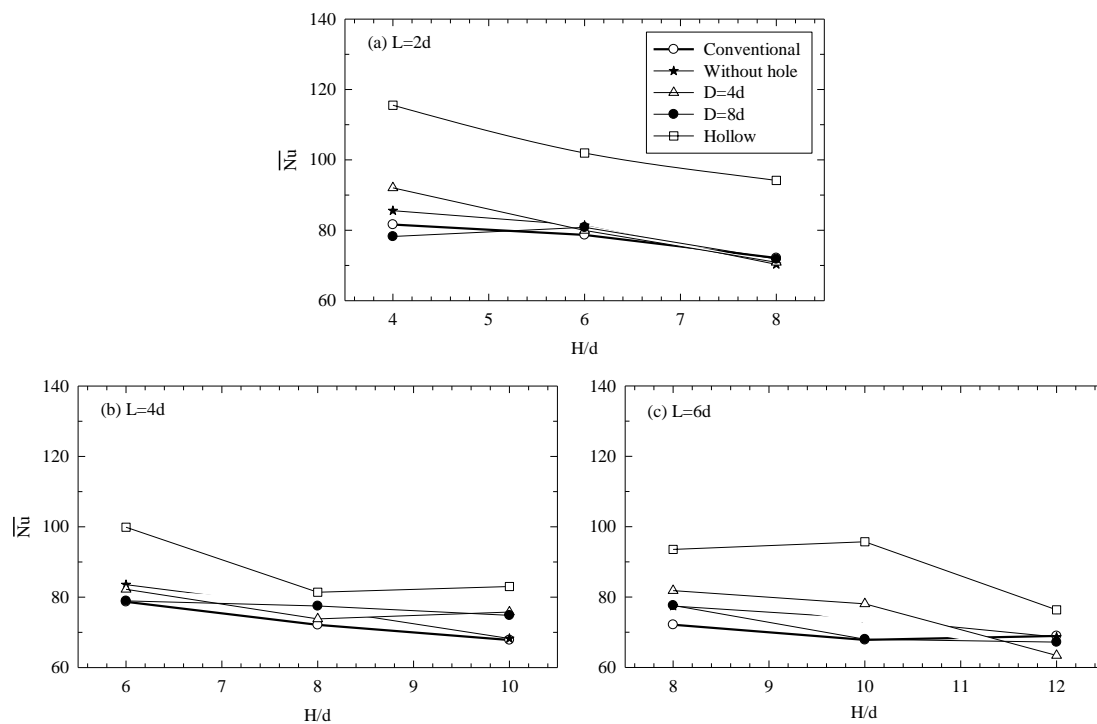 140
120
100
80
60
Nu
(a) L=2d
Conventional
Without hole
D=4d
D=8d
Hollow
4 5 6 7 8
H/d
140
120
100
80
60
Nu
(b) L=4d
6 7 8 9 10
H/d
140
120
100
80
60
(c) L=6d
8 9 10 11 12
H/d